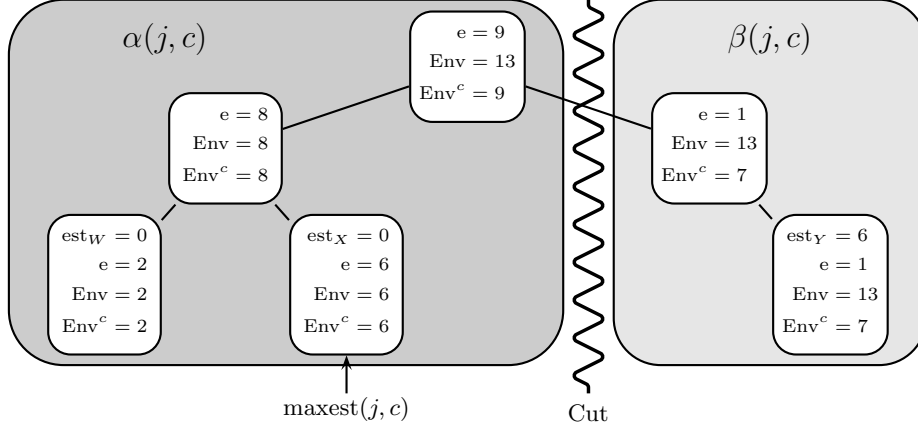 α(j, c)
β(j, c)
e = 9
Env = 13
Env^c = 9
e = 8
Env = 8
Env^c = 8
e = 1
Env = 13
Env^c = 7
est_W = 0
e = 2
Env = 2
Env^c = 2
est_X = 0
e = 6
Env = 6
Env^c = 6
est_Y = 6
e = 1
Env = 13
Env^c = 7
maxest(j, c)
Cut